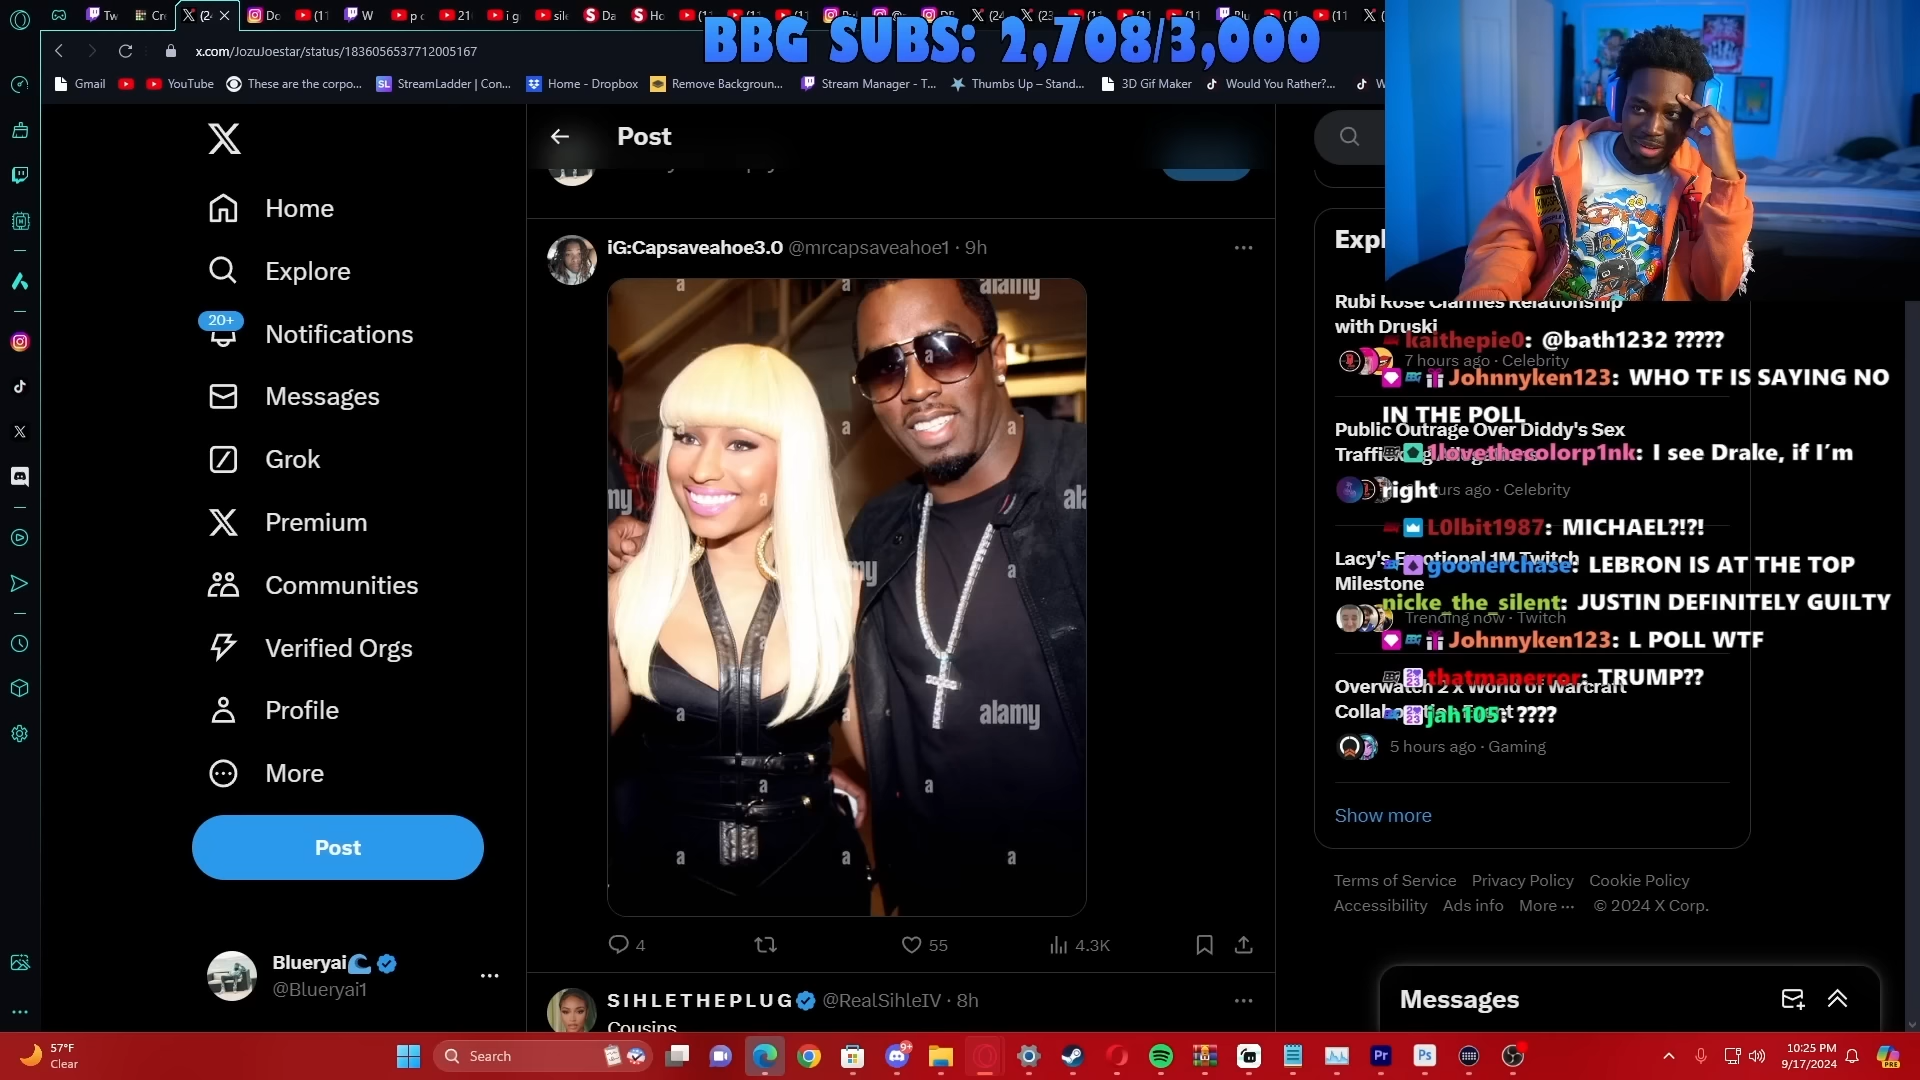 BBG SUBS: 2,708/3,000
x.com/JozuJoestar/status/1836056537712005167
Gmail
YouTube
These are the corpo...
StreamLadder | Con...
Home - Dropbox
Remove Backgroun...
Stream Manager - T...
Thumbs Up – Stand...
3D Gif Maker
Would You Rather?...
Post
Home
Explore
20+
Notifications
Messages
Grok
Premium
Communities
Verified Orgs
Profile
More
Post
Blueryai
@Blueryai1
iG:Capsaveahoe3.0 @mrcapsaveahoe1 · 9h
alamy
alamy
4
55
4.3K
SIHLETHEPLUG @RealSihleIV · 8h
Cousins
Rubi Rose Clarifies Relationship
with Druski
7 hours ago · Celebrity
Public Outrage Over Diddy's Sex
Celebrity
Lacy's Emotional 1M Twitch
Milestone
Trending now · Twitch
Overwatch 2 x World of Warcraft
5 hours ago · Gaming
Show more
kaithepie0: @bath1232 ?????
Johnnyken123: WHO TF IS SAYING NO
IN THE POLL
1lovethecolorp1nk: I see Drake, if I´m
right
L0lbit1987: MICHAEL?!?!
goonerchase: LEBRON IS AT THE TOP
nicke_the_silent: JUSTIN DEFINITELY GUILTY
Johnnyken123: L POLL WTF
thatmanerror: TRUMP??
jah105: ????
Terms of Service Privacy Policy Cookie Policy
Accessibility Ads info More ··· © 2024 X Corp.
Messages
57°F
Clear
Search
10:25 PM
9/17/2024